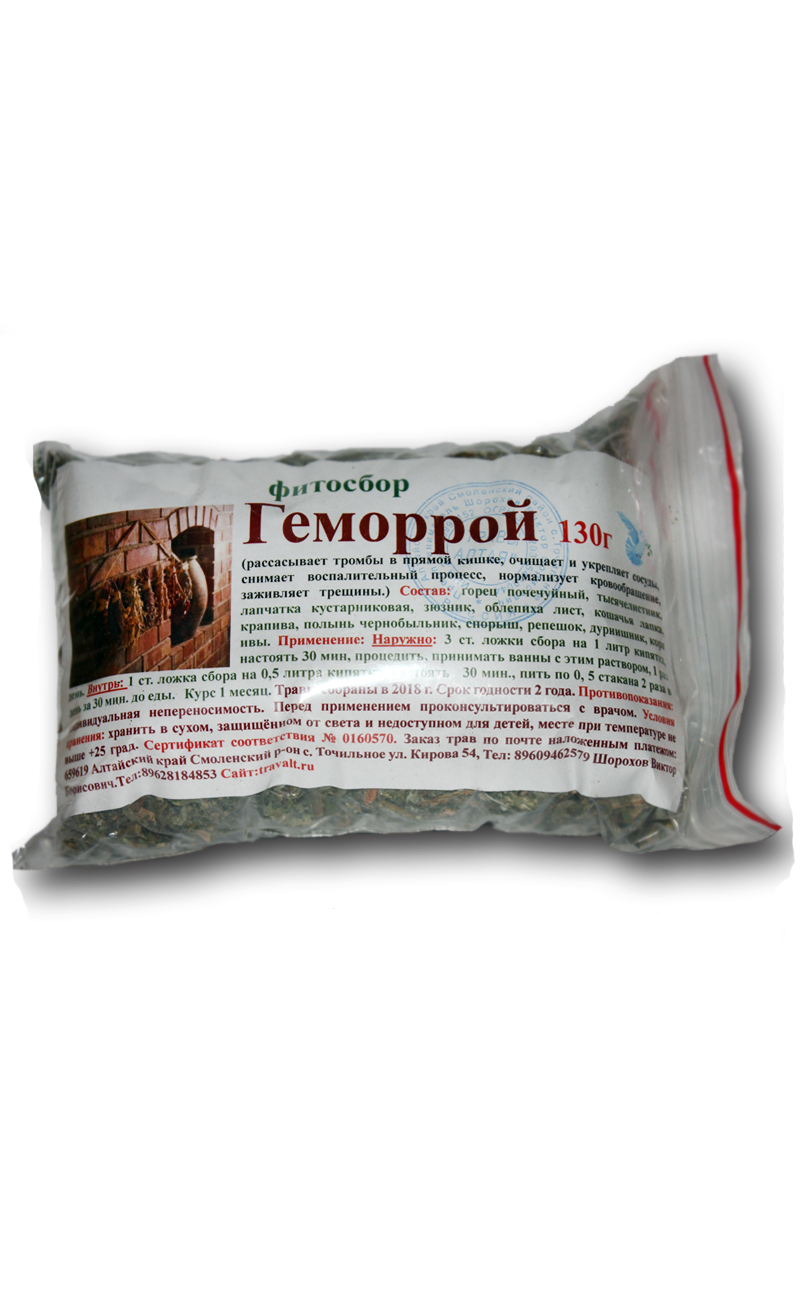 фитосбор
Геморрой 130г
(рассасывает тромбы в прямой кишке, очищает и укрепляет сосуды,
снимает воспалительный процесс, нормализует кровообращение,
заживляет трещины.) Состав: горец почечуйный, тысячелистник,
лапчатка кустарниковая, зюзник, облепиха лист, кошачья лапка,
крапива, полынь чернобыльник, спорыш, репешок, дурнишник, кора
ивы. Применение: Наружно: 3 ст. ложки сбора на 1 литр кипятка,
настоять 30 мин, процедить, принимать ванны с этим раствором, 1 раз
Внутрь: 1 ст. ложка сбора на 0,5 литра 30 мин., пить по 0, 5 стакана 2 раза в
за 30 мин. до еды. Курс 1 месяц. собраны в 2018 г. Срок годности 2 года. Противопоказания:
непереносимость. Перед применением проконсультироваться с врачом. Условия
хранить в сухом, защищённом от света и недоступном для детей, месте при температуре не
выше +25 град. Сертификат соответствия № 0160570. Заказ трав по почте наложенным платежом:
659619 Алтайский край Смоленский р-он с. Точильное ул. Кирова 54, Тел: 89609462579 Шорохов Виктор
Борисович.Тел:89628184853 Сайт:travalt.ru